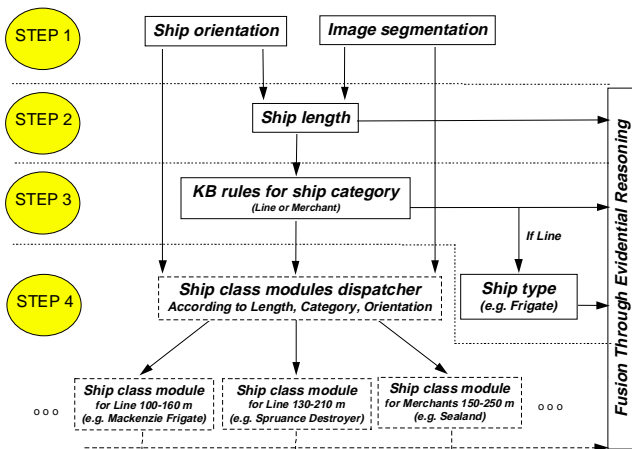 STEP 1
Ship orientation
Image segmentation
STEP 2
Ship length
STEP 3
KB rules for ship category
(Line or Merchant)
If Line
STEP 4
Ship class modules dispatcher
According to Length, Category, Orientation
Ship type
(e.g. Frigate)
Ship class module
for Line 100-160 m
(e.g. Mackenzie Frigate)
Ship class module
for Line 130-210 m
(e.g. Spruance Destroyer)
Ship class module
for Merchants 150-250 m
(e.g. Sealand)
o o o
o o o
Fusion Through Evidential Reasoning